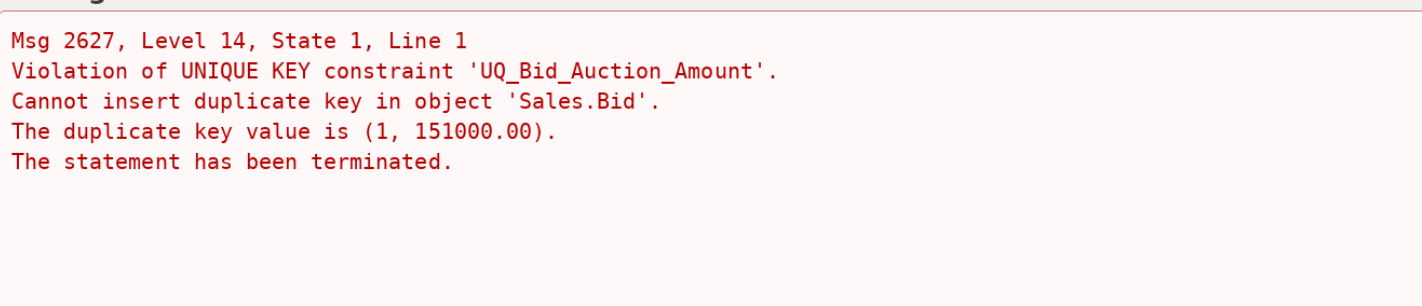 Msg 2627, Level 14, State 1, Line 1
Violation of UNIQUE KEY constraint 'UQ_Bid_Auction_Amount'.
Cannot insert duplicate key in object 'Sales.Bid'.
The duplicate key value is (1, 151000.00).
The statement has been terminated.